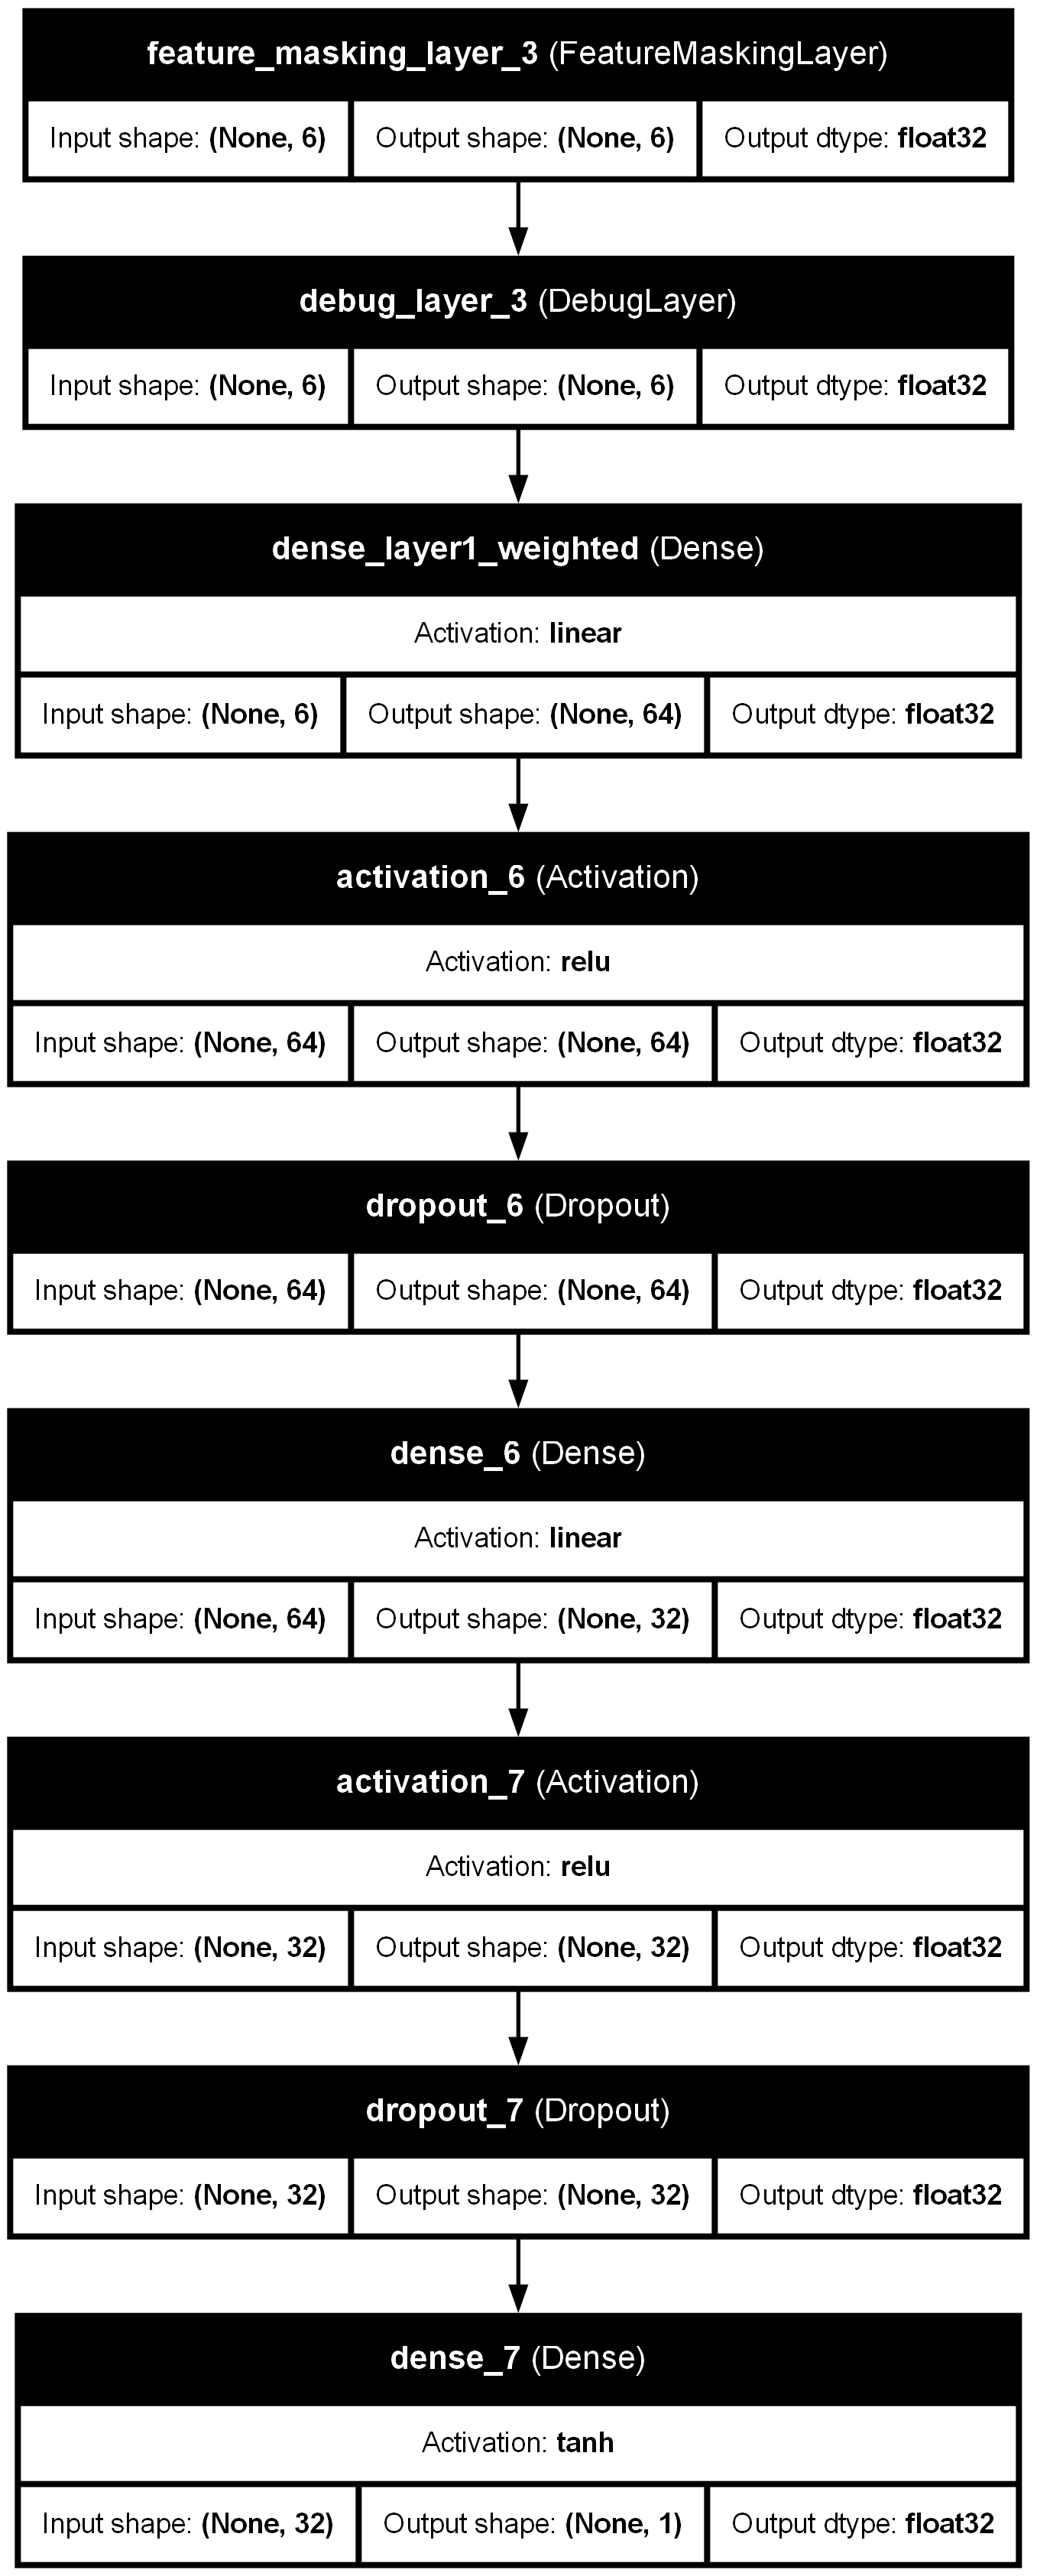 feature_masking_layer_3 (FeatureMaskingLayer)
Input shape: (None, 6) Output shape: (None, 6) Output dtype: float32
debug_layer_3 (DebugLayer)
Input shape: (None, 6) Output shape: (None, 6) Output dtype: float32
dense_layer1_weighted (Dense)
Activation: linear
Input shape: (None, 6) Output shape: (None, 64) Output dtype: float32
activation_6 (Activation)
Activation: relu
Input shape: (None, 64) Output shape: (None, 64) Output dtype: float32
dropout_6 (Dropout)
Input shape: (None, 64) Output shape: (None, 64) Output dtype: float32
dense_6 (Dense)
Activation: linear
Input shape: (None, 64) Output shape: (None, 32) Output dtype: float32
activation_7 (Activation)
Activation: relu
Input shape: (None, 32) Output shape: (None, 32) Output dtype: float32
dropout_7 (Dropout)
Input shape: (None, 32) Output shape: (None, 32) Output dtype: float32
dense_7 (Dense)
Activation: tanh
Input shape: (None, 32) Output shape: (None, 1) Output dtype: float32